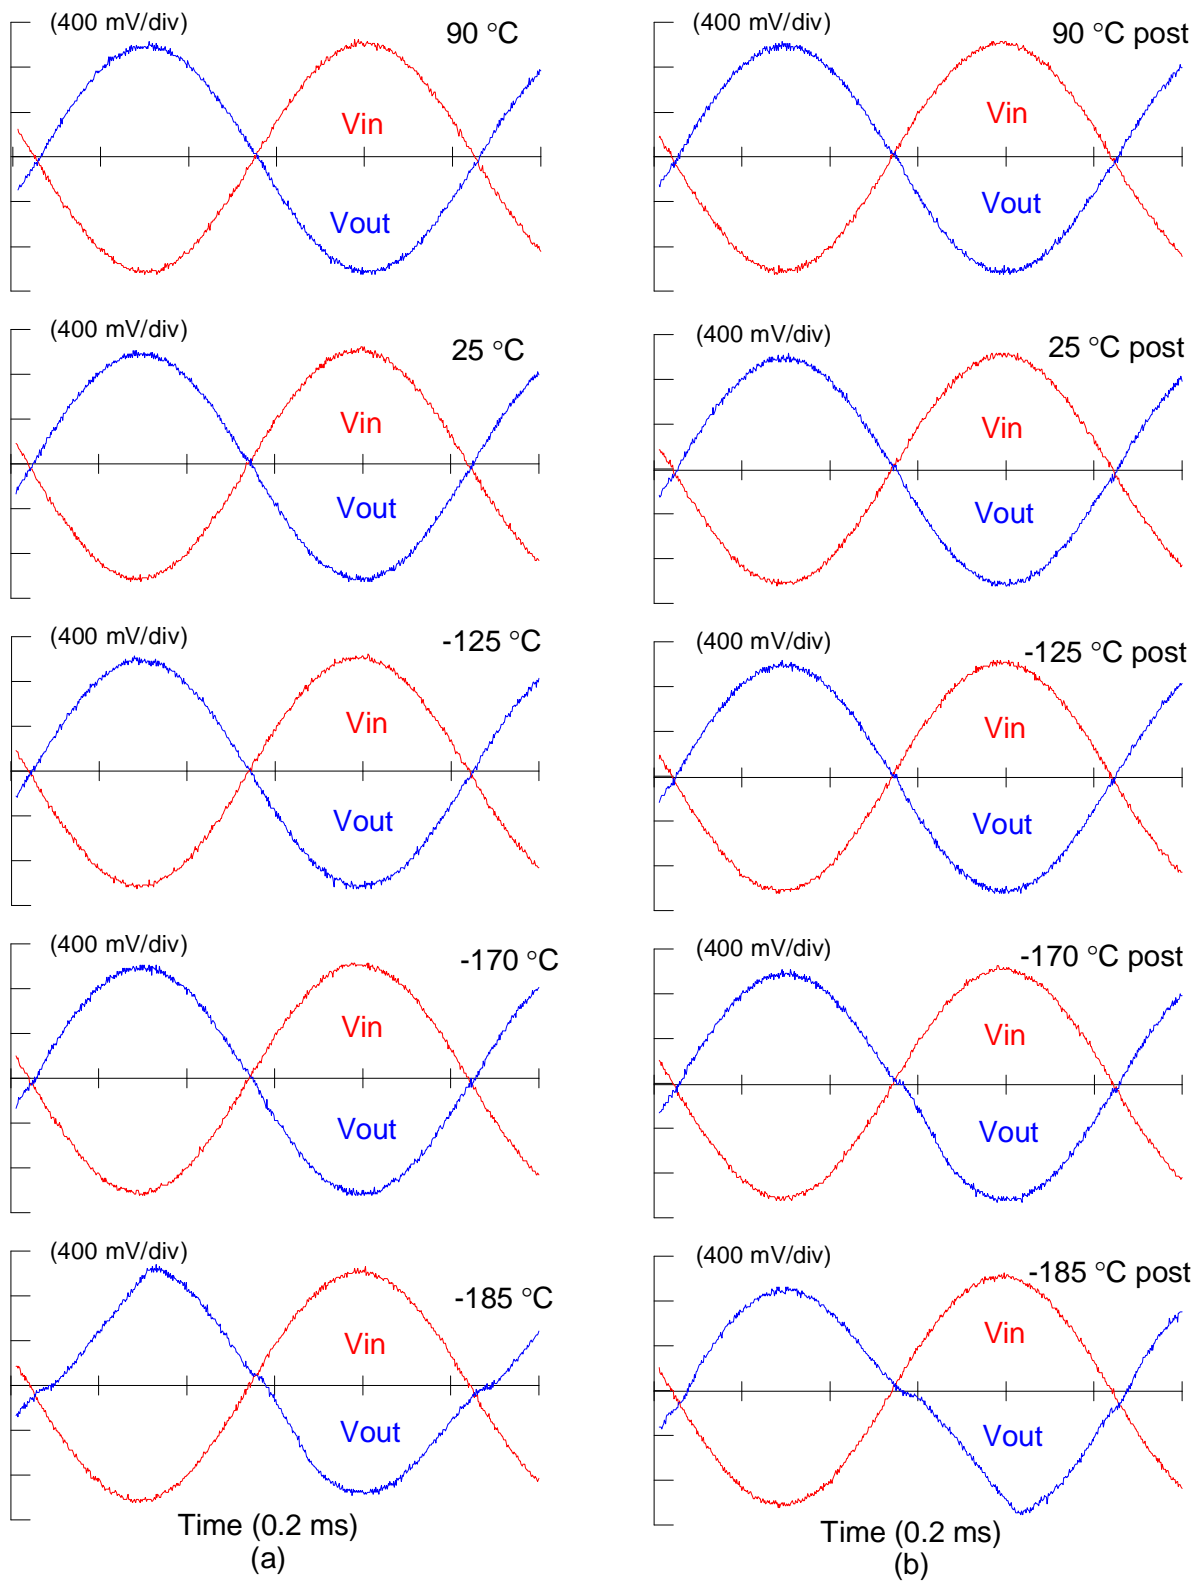 (400 mV/div) 90 °C
Vin
Vout
(400 mV/div) 25 °C
Vin
Vout
(400 mV/div) -125 °C
Vin
Vout
(400 mV/div) -170 °C
Vin
Vout
(400 mV/div) -185 °C
Vin
Vout
Time (0.2 ms)
(a)
(400 mV/div) 90 °C post
Vin
Vout
(400 mV/div) 25 °C post
Vin
Vout
(400 mV/div) -125 °C post
Vin
Vout
(400 mV/div) -170 °C post
Vin
Vout
(400 mV/div) -185 °C post
Vin
Vout
Time (0.2 ms)
(b)